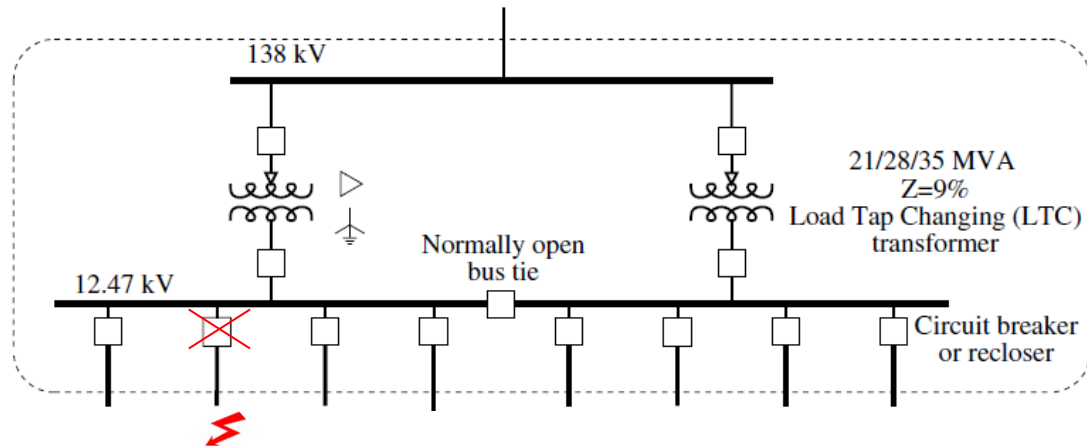 138 kV
21/28/35 MVA
Z=9%
Load Tap Changing (LTC)
transformer
Normally open
bus tie
12.47 kV
Circuit breaker
or recloser